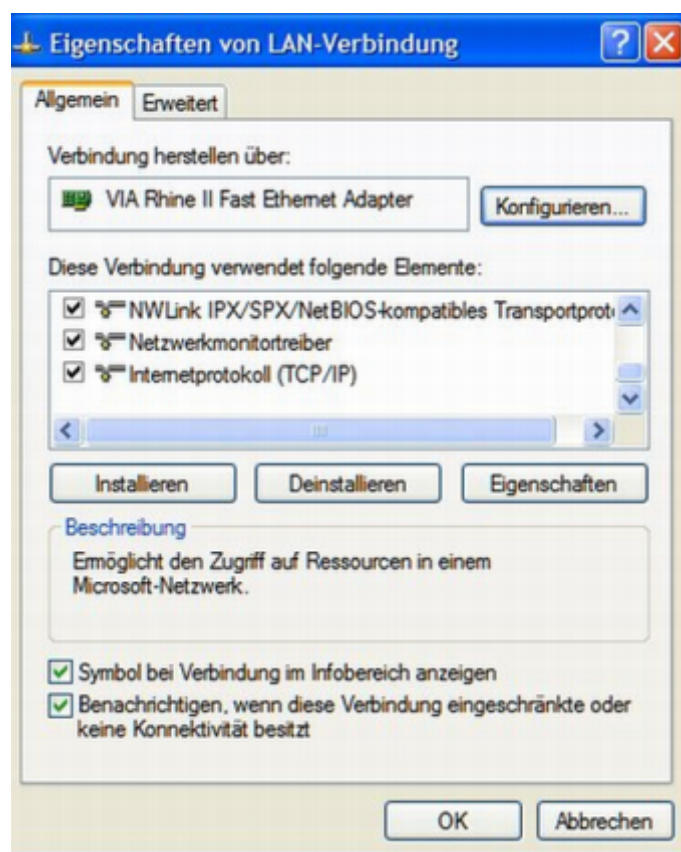 Eigenschaften von LAN-Verbindung
Allgemein Erweitert
Verbindung herstellen über:
VIA Rhine II Fast Ethernet Adapter Konfigurieren...
Diese Verbindung verwendet folgende Elemente:
NWLink IPX/SPX/NetBIOS-kompatibles Transportproto
Netzwerkmonitortreiber
Internetprotokoll (TCP/IP)
Installieren Deinstallieren Eigenschaften
Beschreibung
Ermöglicht den Zugriff auf Ressourcen in einem
Microsoft-Netzwerk.
Symbol bei Verbindung im Infobereich anzeigen
Benachrichtigen, wenn diese Verbindung eingeschränkte oder
keine Konnektivität besitzt
OK Abbrechen